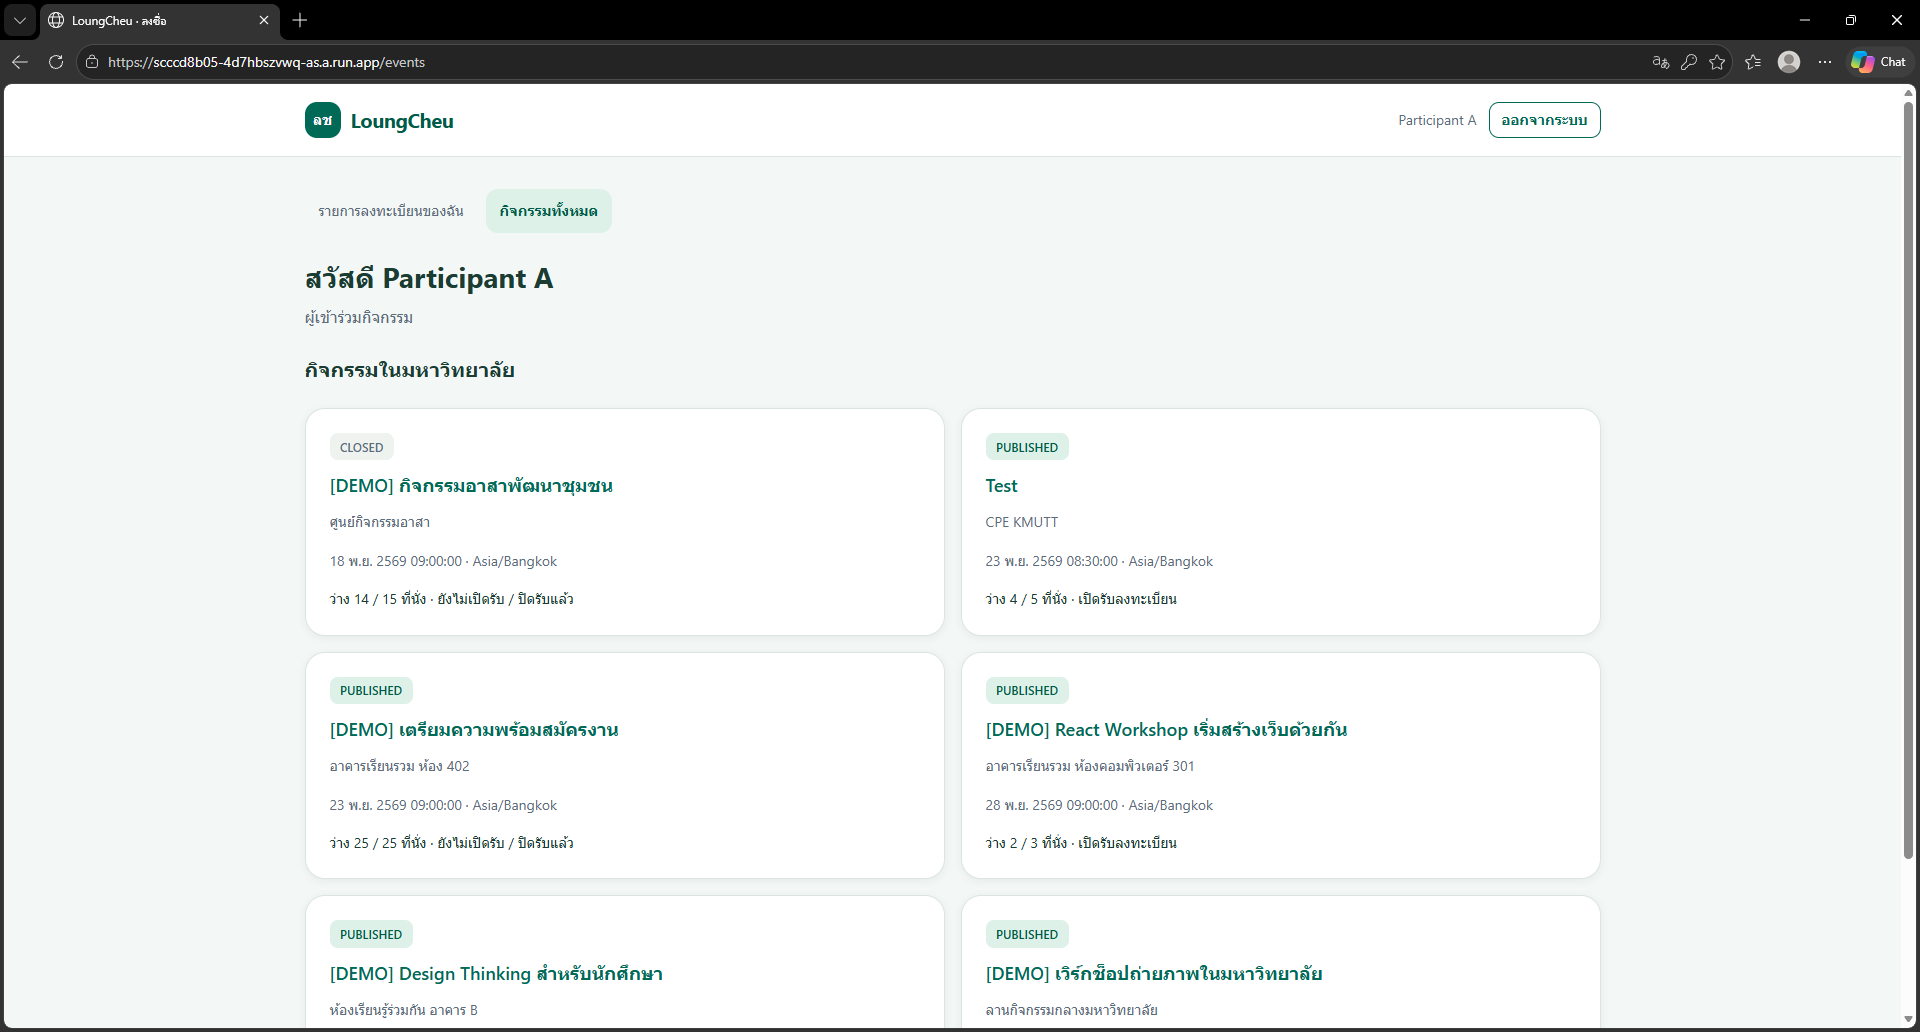 LoungCheu · ลงชื่อ
https://scccd8b05-4d7hbszvwq-as.a.run.app/events
Chat
ลช
LoungCheu
Participant A
ออกจากระบบ
รายการลงทะเบียนของฉัน
กิจกรรมทั้งหมด
สวัสดี Participant A
ผู้เข้าร่วมกิจกรรม
กิจกรรมในมหาวิทยาลัย
CLOSED
[DEMO] กิจกรรมอาสาพัฒนาชุมชน
ศูนย์กิจกรรมอาสา
18 พ.ย. 2569 09:00:00 · Asia/Bangkok
ว่าง 14 / 15 ที่นั่ง · ยังไม่เปิดรับ / ปิดรับแล้ว
PUBLISHED
Test
CPE KMUTT
23 พ.ย. 2569 08:30:00 · Asia/Bangkok
ว่าง 4 / 5 ที่นั่ง · เปิดรับลงทะเบียน
PUBLISHED
[DEMO] เตรียมความพร้อมสมัครงาน
อาคารเรียนรวม ห้อง 402
23 พ.ย. 2569 09:00:00 · Asia/Bangkok
ว่าง 25 / 25 ที่นั่ง · ยังไม่เปิดรับ / ปิดรับแล้ว
PUBLISHED
[DEMO] React Workshop เริ่มสร้างเว็บด้วยกัน
อาคารเรียนรวม ห้องคอมพิวเตอร์ 301
28 พ.ย. 2569 09:00:00 · Asia/Bangkok
ว่าง 2 / 3 ที่นั่ง · เปิดรับลงทะเบียน
PUBLISHED
[DEMO] Design Thinking สำหรับนักศึกษา
ห้องเรียนรู้ร่วมกัน อาคาร B
PUBLISHED
[DEMO] เวิร์กช็อปถ่ายภาพในมหาวิทยาลัย
ลานกิจกรรมกลางมหาวิทยาลัย